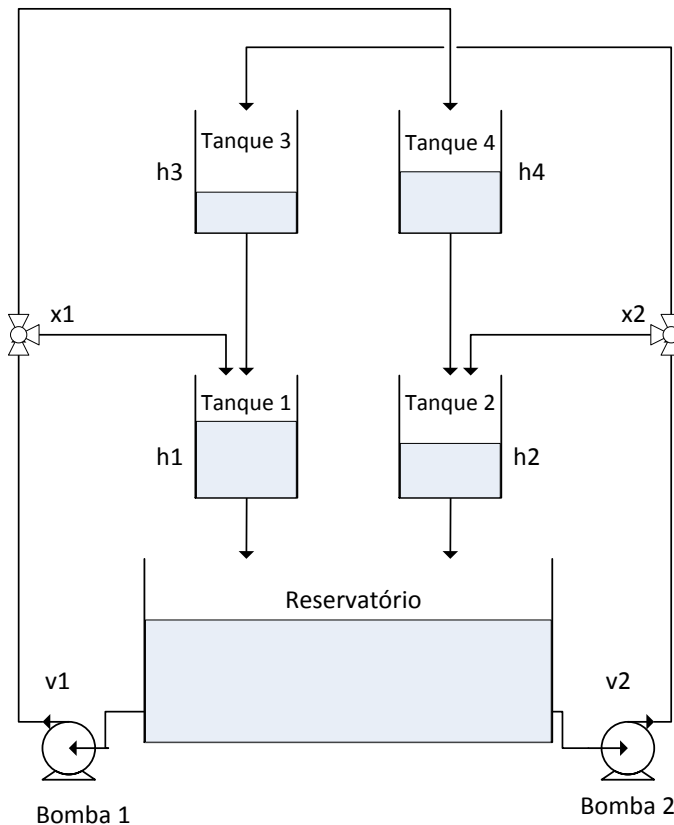 Tanque 3
Tanque 4
h3
h4
x1
x2
Tanque 1
Tanque 2
h1
h2
Reservatório
v1
v2
Bomba 1
Bomba 2